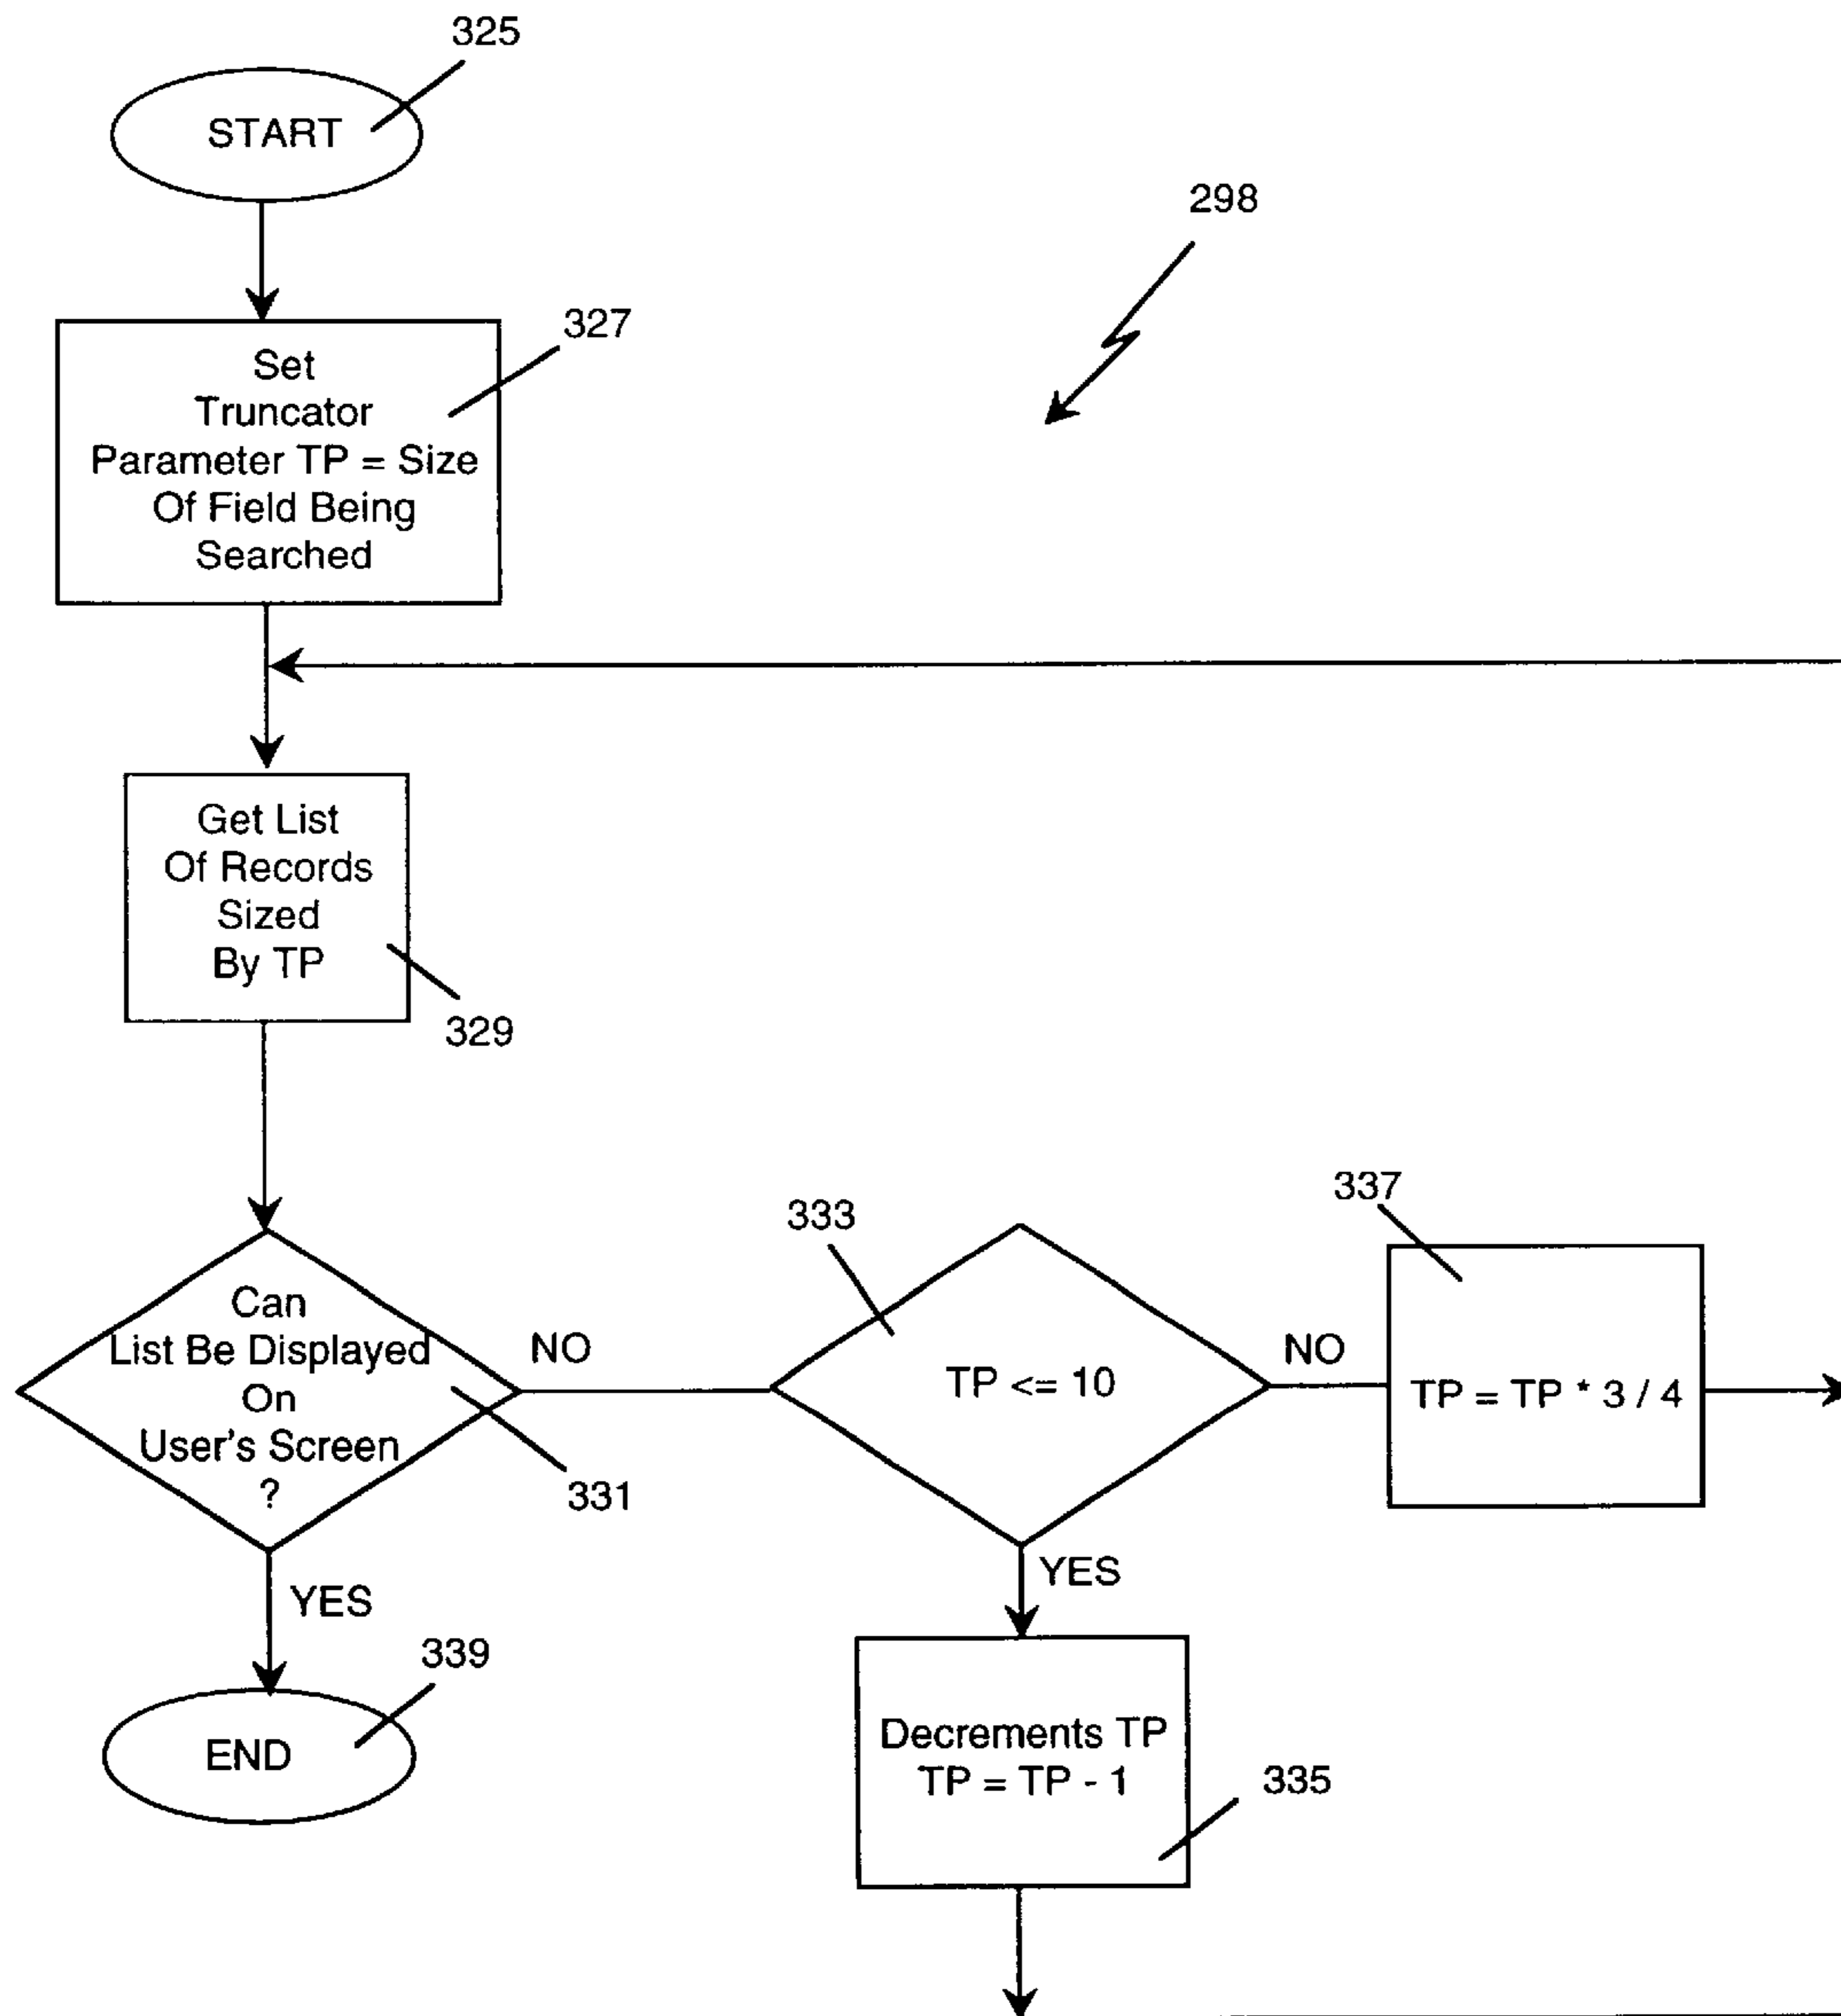 325
START
298
327
Set
Truncator
Parameter TP = Size
Of Field Being
Searched
Get List
Of Records
Sized
By TP
329
337
333
Can
List Be Displayed
On
User's Screen
?
NO
TP <= 10
NO
TP = TP * 3 / 4
331
YES
YES
339
END
Decrements TP
TP = TP - 1
335